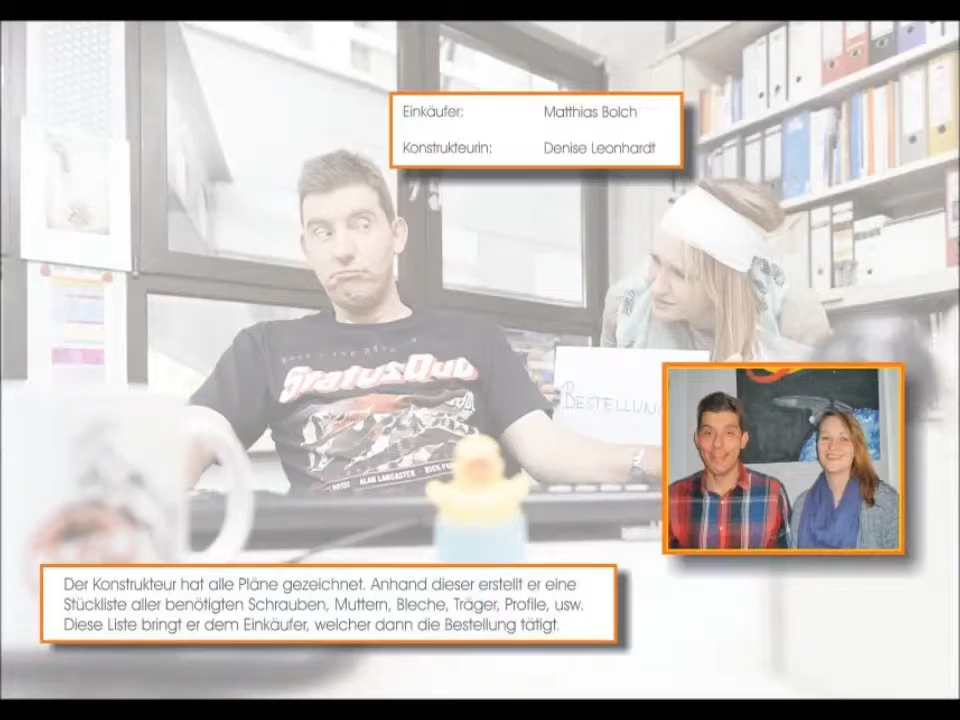 Einkäufer: Matthias Bolch
Konstrukteurin: Denise Leonhardt
StatusQuo
ALAN LANCASTER
BESTELLUN
Der Konstrukteur hat alle Pläne gezeichnet. Anhand dieser erstellt er eine
Stückliste aller benötigten Schrauben, Muttern, Bleche, Träger, Profile, usw.
Diese Liste bringt er dem Einkäufer, welcher dann die Bestellung tätigt.